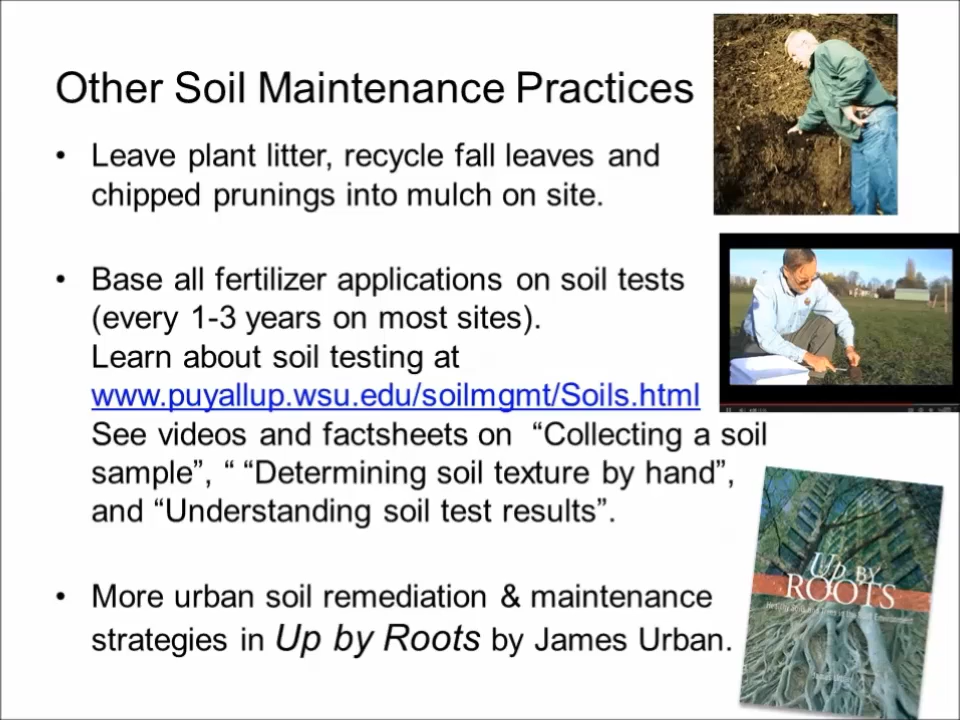 Other Soil Maintenance Practices
• Leave plant litter, recycle fall leaves and
chipped prunings into mulch on site.
• Base all fertilizer applications on soil tests
(every 1-3 years on most sites).
Learn about soil testing at
www.puyallup.wsu.edu/soilmgmt/Soils.html
See videos and factsheets on “Collecting a soil
sample”, “ “Determining soil texture by hand”,
and “Understanding soil test results”.
• More urban soil remediation & maintenance
strategies in Up by Roots by James Urban.
UP BY
ROOTS